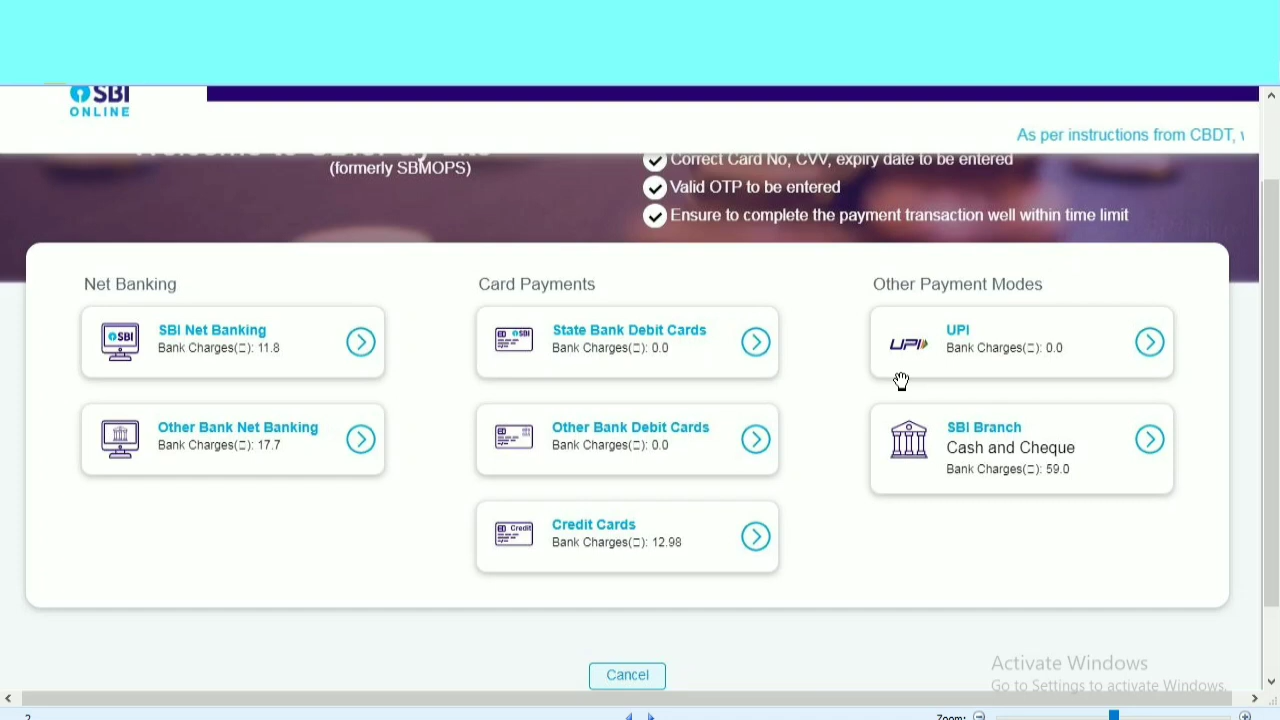 SBI
ONLINE
As per instructions from CBDT,
(formerly SBMOPS)
Correct Card No, CVV, expiry date to be entered
Valid OTP to be entered
Ensure to complete the payment transaction well within time limit
Net Banking
SBI
SBI Net Banking
Bank Charges(□): 11.8
Other Bank Net Banking
Bank Charges(□): 17.7
Card Payments
SBI
State Bank Debit Cards
Bank Charges(□): 0.0
Other Bank Debit Cards
Bank Charges(□): 0.0
Credit
Credit Cards
Bank Charges(□): 12.98
Other Payment Modes
UPI
UPI
Bank Charges(□): 0.0
SBI Branch
Cash and Cheque
Bank Charges(□): 59.0
Cancel
Activate Windows
Go to Settings to activate Windows.
Zoom: